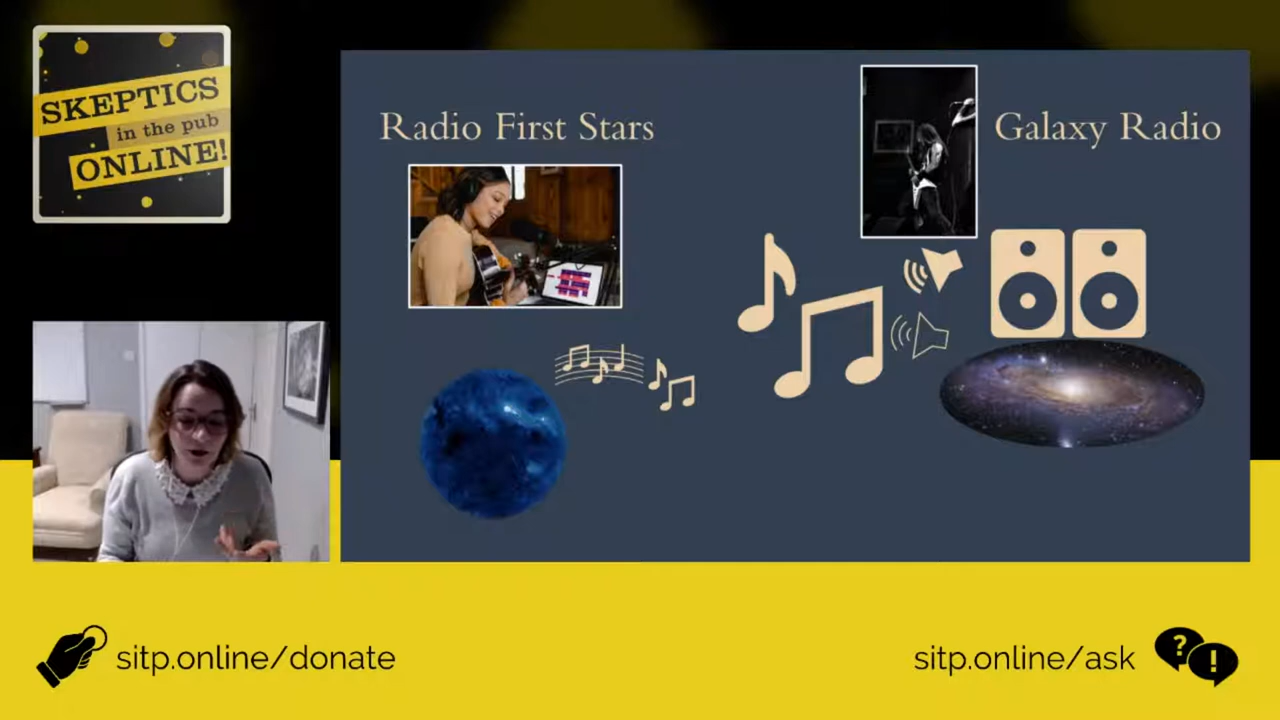 SKEPTICS
in the pub
ONLINE!
Radio First Stars
Galaxy Radio
sitp.online/donate
sitp.online/ask
? !